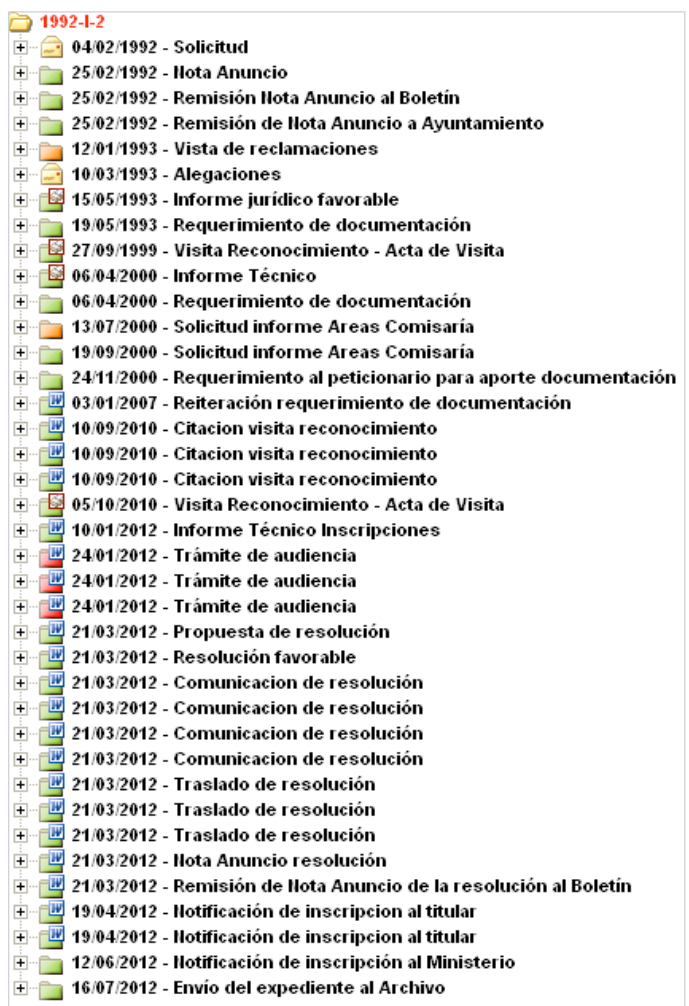 1992-I-2
04/02/1992 - Solicitud
25/02/1992 - Nota Anuncio
25/02/1992 - Remisión Nota Anuncio al Boletín
25/02/1992 - Remisión de Nota Anuncio a Ayuntamiento
12/01/1993 - Vista de reclamaciones
10/03/1993 - Alegaciones
15/05/1993 - Informe jurídico favorable
19/05/1993 - Requerimiento de documentación
27/09/1999 - Visita Reconocimiento - Acta de Visita
06/04/2000 - Informe Técnico
06/04/2000 - Requerimiento de documentación
13/07/2000 - Solicitud informe Areas Comisaría
19/09/2000 - Solicitud informe Areas Comisaría
24/11/2000 - Requerimiento al peticionario para aporte documentación
03/01/2007 - Reiteración requerimiento de documentación
10/09/2010 - Citacion visita reconocimiento
10/09/2010 - Citacion visita reconocimiento
10/09/2010 - Citacion visita reconocimiento
05/10/2010 - Visita Reconocimiento - Acta de Visita
10/01/2012 - Informe Técnico Inscripciones
24/01/2012 - Trámite de audiencia
24/01/2012 - Trámite de audiencia
24/01/2012 - Trámite de audiencia
21/03/2012 - Propuesta de resolución
21/03/2012 - Resolución favorable
21/03/2012 - Comunicacion de resolución
21/03/2012 - Comunicacion de resolución
21/03/2012 - Comunicacion de resolución
21/03/2012 - Comunicacion de resolución
21/03/2012 - Traslado de resolución
21/03/2012 - Traslado de resolución
21/03/2012 - Traslado de resolución
21/03/2012 - Nota Anuncio resolución
21/03/2012 - Remisión de Nota Anuncio de la resolución al Boletín
19/04/2012 - Notificación de inscripcion al titular
19/04/2012 - Notificación de inscripcion al titular
12/06/2012 - Notificación de inscripción al Ministerio
16/07/2012 - Envío del expediente al Archivo